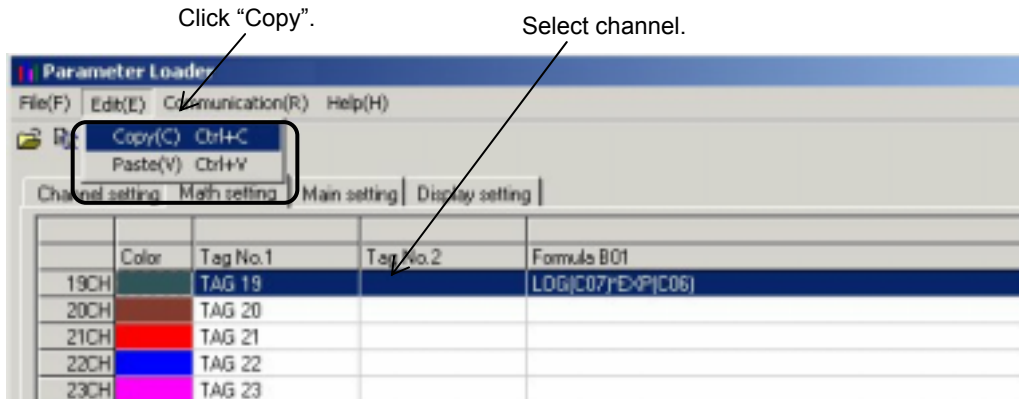 Click “Copy”.
Select channel.
Parameter Loader
File(F) Edit(E) Communication(R) Help(H)
Copy(C) Ctrl+C
Paste(V) Ctrl+V
Channel setting Math setting Main setting Display setting
Color Tag No.1 Tag No.2 Formula B01
19CH TAG 19 LOG(C07)*EXP(C06)
20CH TAG 20
21CH TAG 21
22CH TAG 22
23CH TAG 23